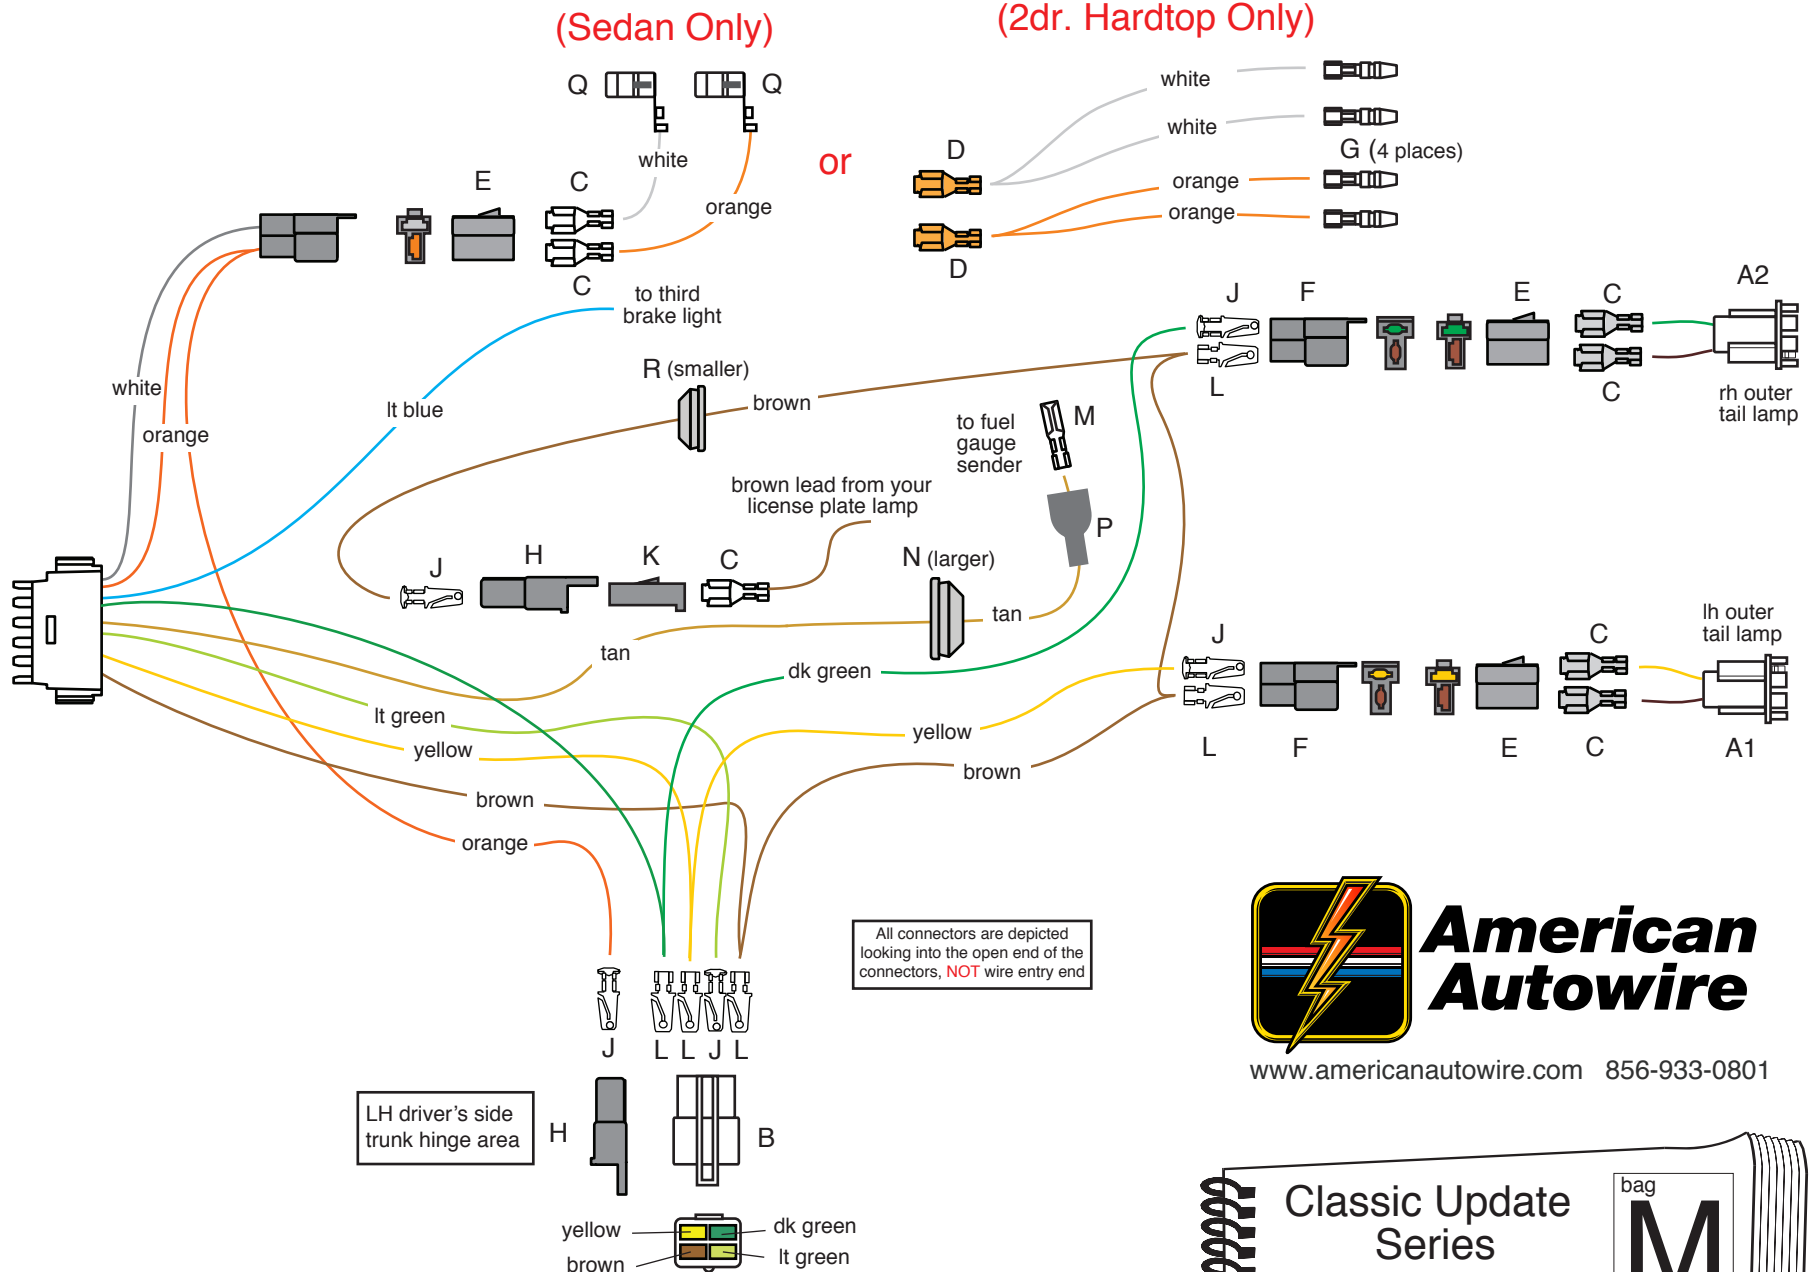 (Sedan Only)
(2dr. Hardtop Only)
Q
Q
white
orange
or
white
white
G (4 places)
orange
orange
D
D
E
C
C
to third
brake light
white
orange
lt blue
R (smaller)
brown
to fuel
gauge
sender
M
P
brown lead from your
license plate lamp
J
H
K
C
N (larger)
tan
tan
J
F
E
C
A2
L
C
rh outer
tail lamp
dk green
lt green
yellow
yellow
brown
brown
orange
J
C
lh outer
tail lamp
L
F
E
C
A1
All connectors are depicted
looking into the open end of the
connectors, NOT wire entry end
J
L
L
J
L
LH driver's side
trunk hinge area
H
B
yellow
dk green
brown
lt green
American
Autowire
www.americanautowire.com 856-933-0801
Classic Update
Series
bag
M